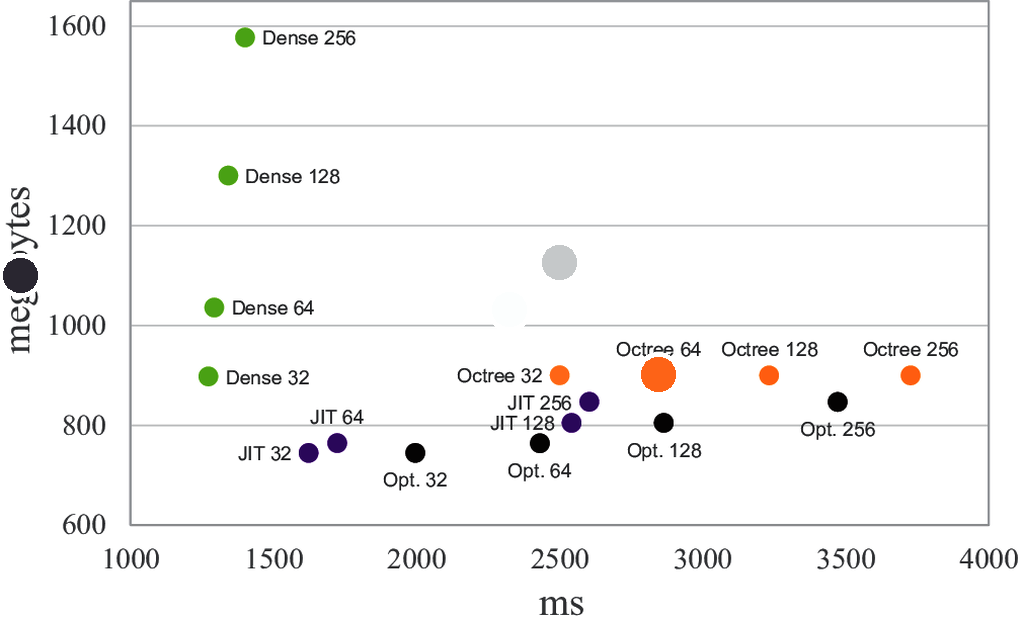 1600
Dense 256
1400
Dense 128
1200
1000
Dense 64
Octree 64
Octree 128
Octree 256
Dense 32
Octree 32
JIT 256
800
JIT 64
JIT 128
Opt. 256
JIT 32
Opt. 128
Opt. 32
Opt. 64
600
1000
1500
2000
2500
3000
3500
4000
ms